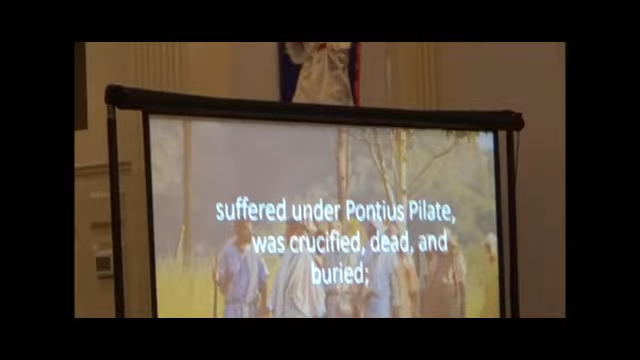 suffered under Pontius Pilate,
was crucified, dead, and
buried;